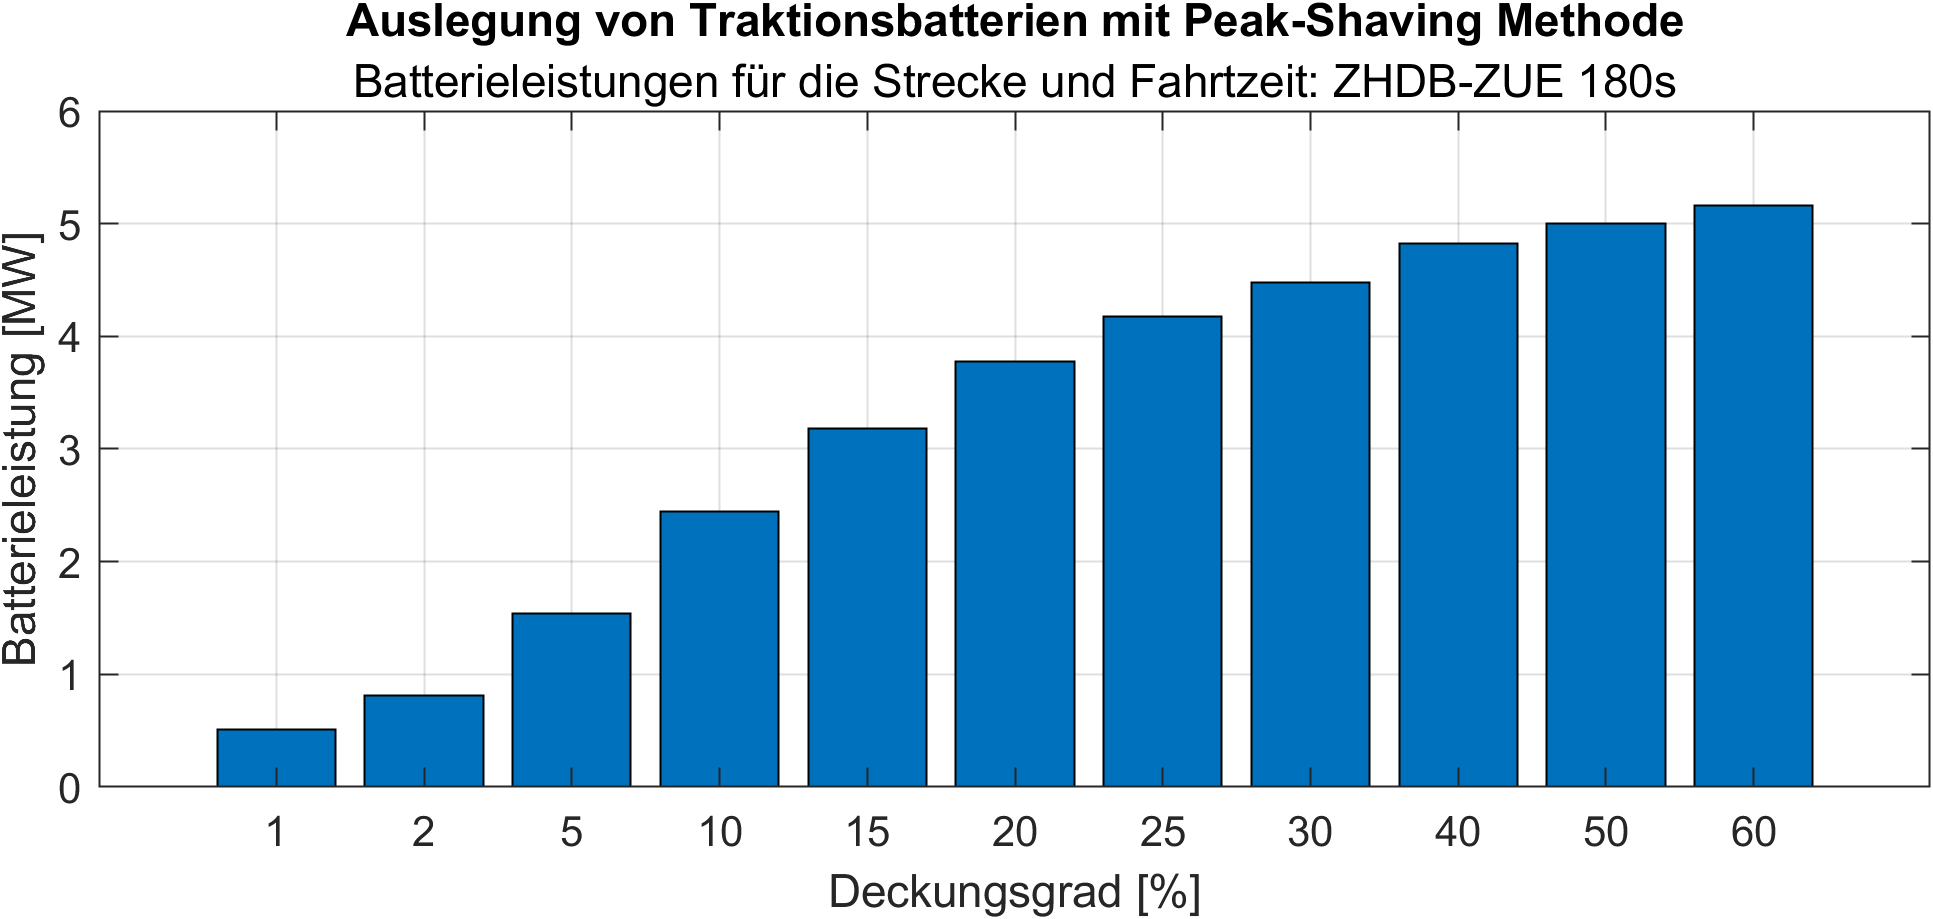 Auslegung von Traktionsbatterien mit Peak-Shaving Methode
Batterieleistungen für die Strecke und Fahrtzeit: ZHDB-ZUE 180s
Batterieleistung [MW]
6
5
4
3
2
1
0
1 2 5 10 15 20 25 30 40 50 60
Deckungsgrad [%]